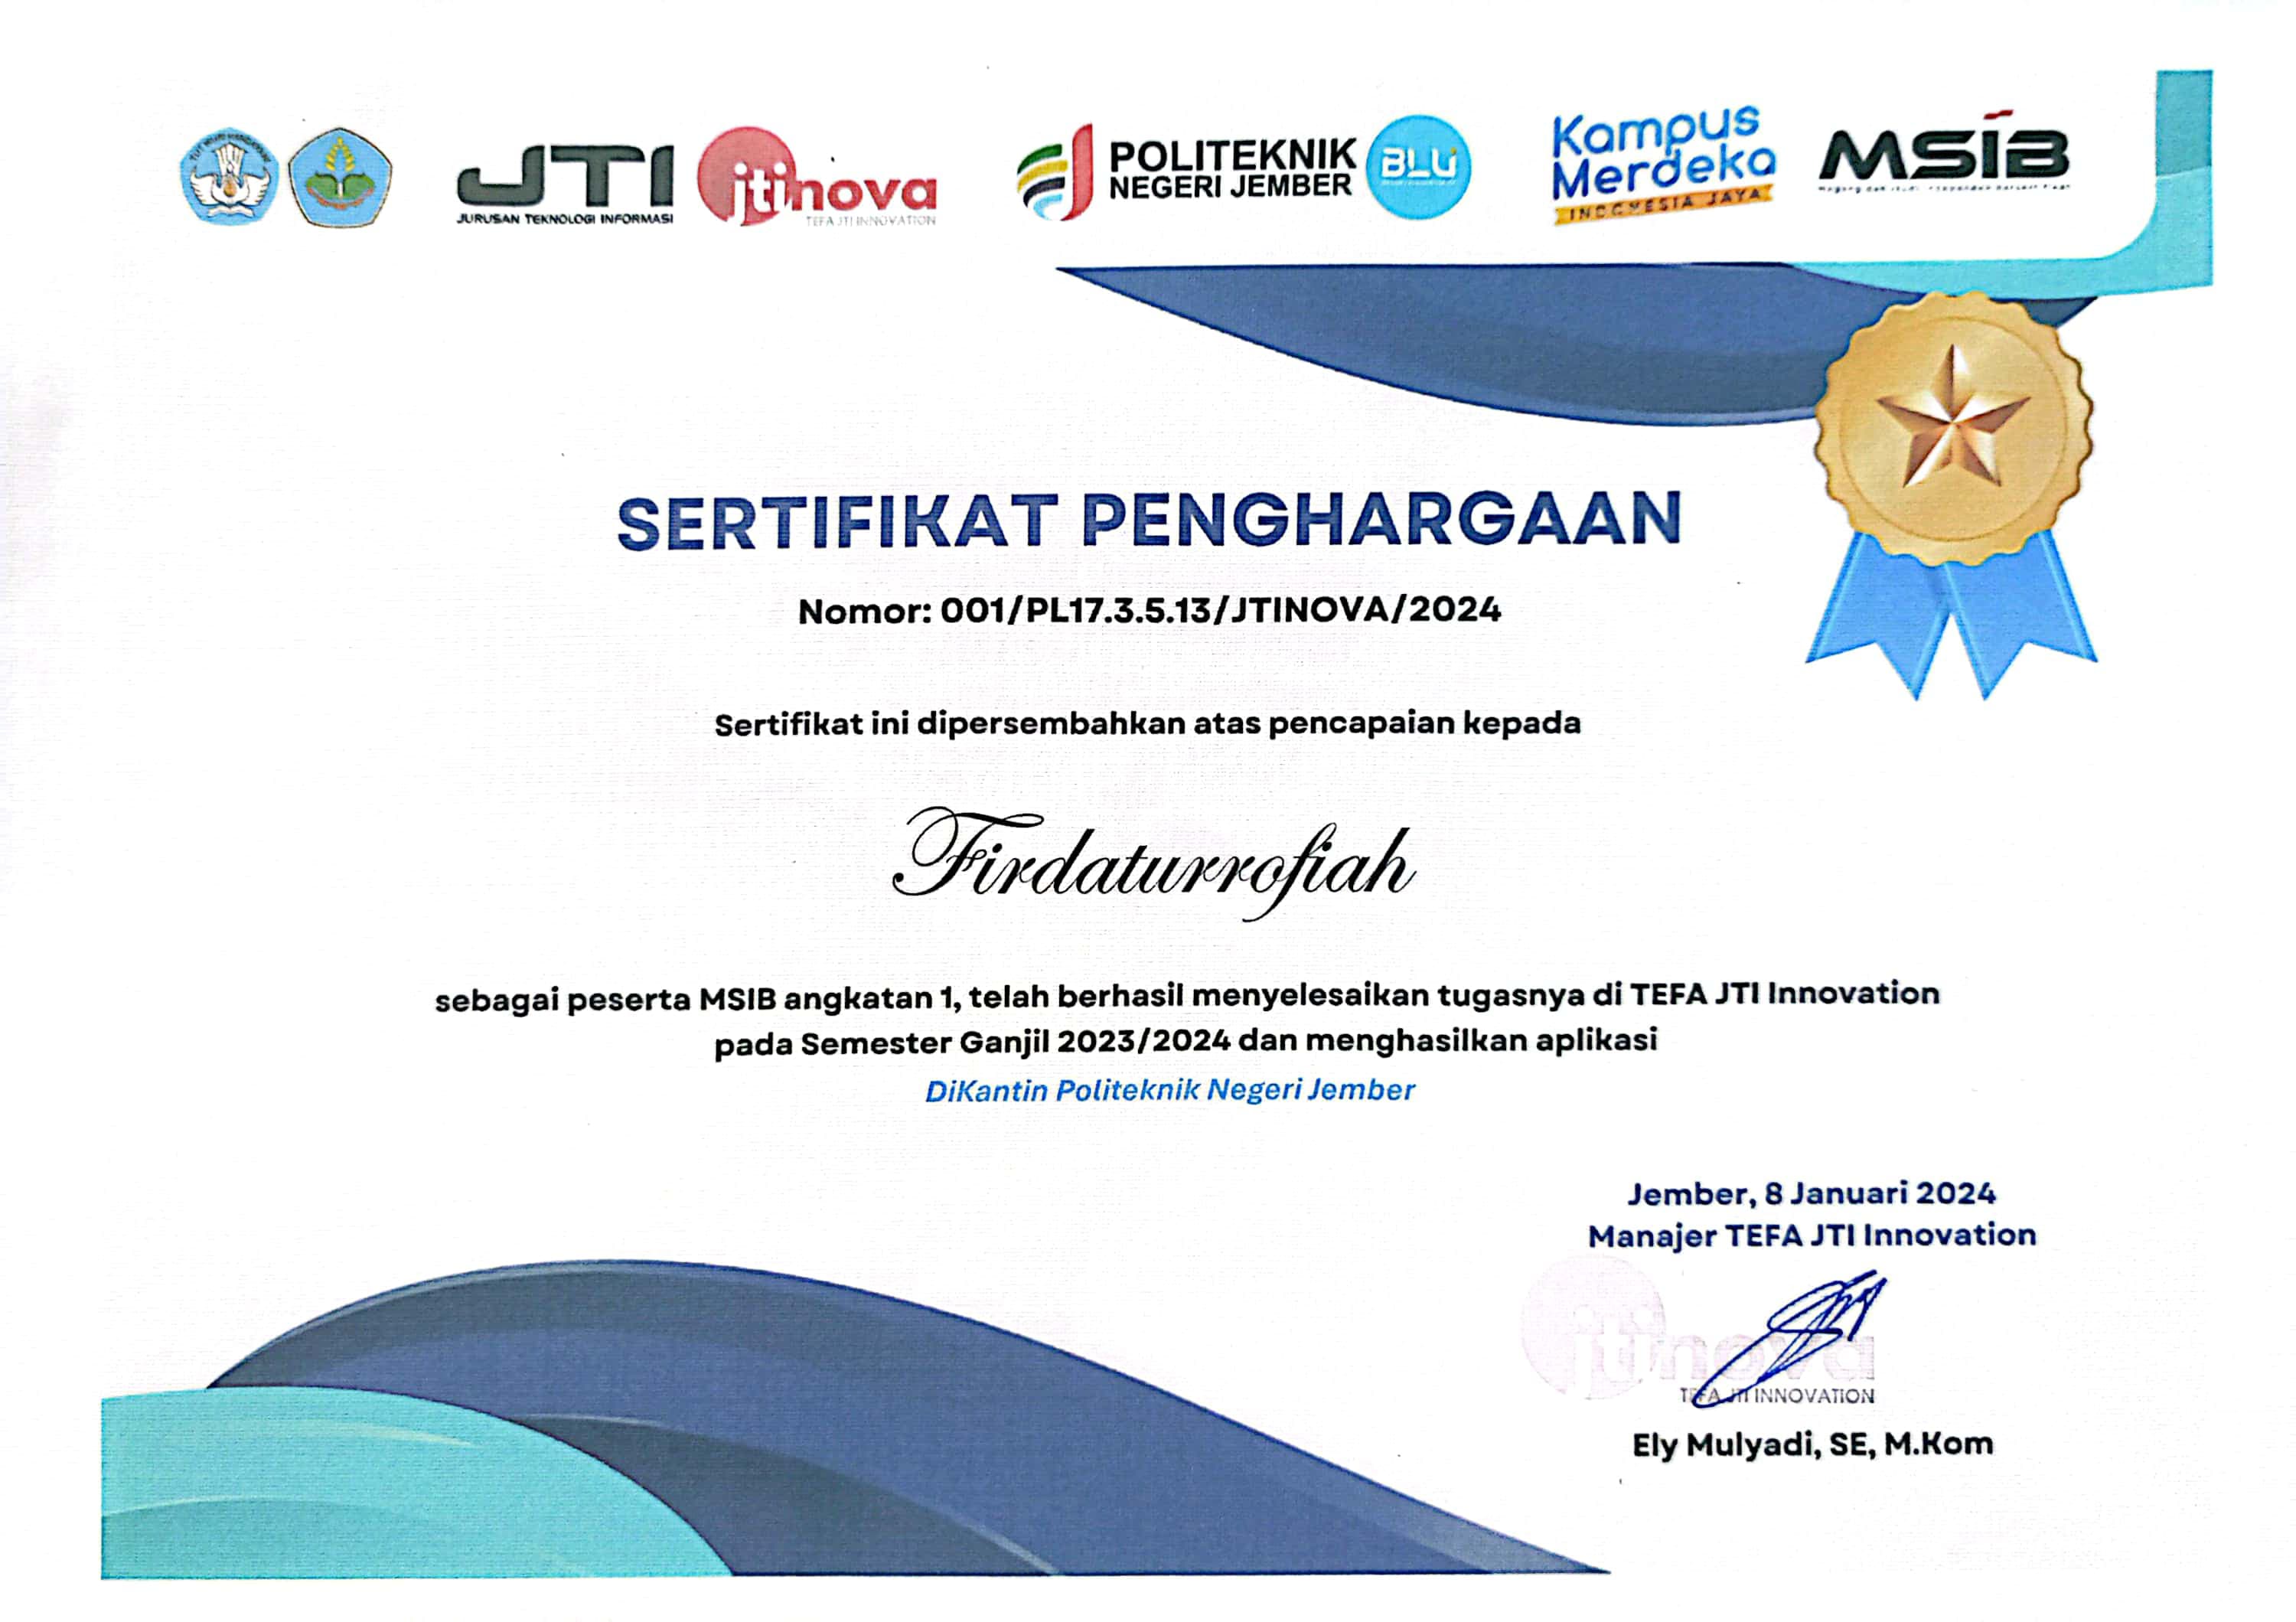 TUT WURI HANDAYANI
JTI
JURUSAN TEKNOLOGI INFORMASI
jtinova
TEFA JTI INNOVATION
POLITEKNIK
NEGERI JEMBER
BLU
Kampus
Merdeka
INDONESIA JAYA
MSIB
SERTIFIKAT PENGHARGAAN
Nomor: 001/PL17.3.5.13/JTINOVA/2024
Sertifikat ini dipersembahkan atas pencapaian kepada
Firdaturrofiah
sebagai peserta MSIB angkatan 1, telah berhasil menyelesaikan tugasnya di TEFA JTI Innovation
pada Semester Ganjil 2023/2024 dan menghasilkan aplikasi
DiKantin Politeknik Negeri Jember
Jember, 8 Januari 2024
Manajer TEFA JTI Innovation
jtinova
TEFA JTI INNOVATION
Ely Mulyadi, SE, M.Kom